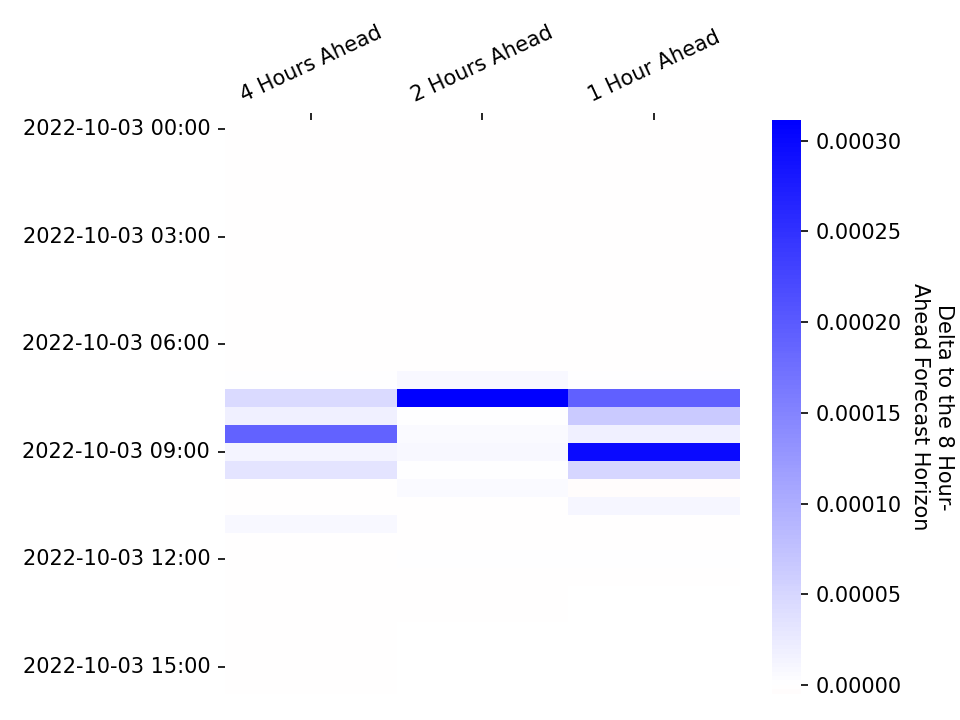 4 Hours Ahead
2 Hours Ahead
1 Hour Ahead
2022-10-03 00:00
2022-10-03 03:00
2022-10-03 06:00
2022-10-03 09:00
2022-10-03 12:00
2022-10-03 15:00
0.00030
0.00025
0.00020
0.00015
0.00010
0.00005
0.00000
Delta to the 8 Hour-
Ahead Forecast Horizon